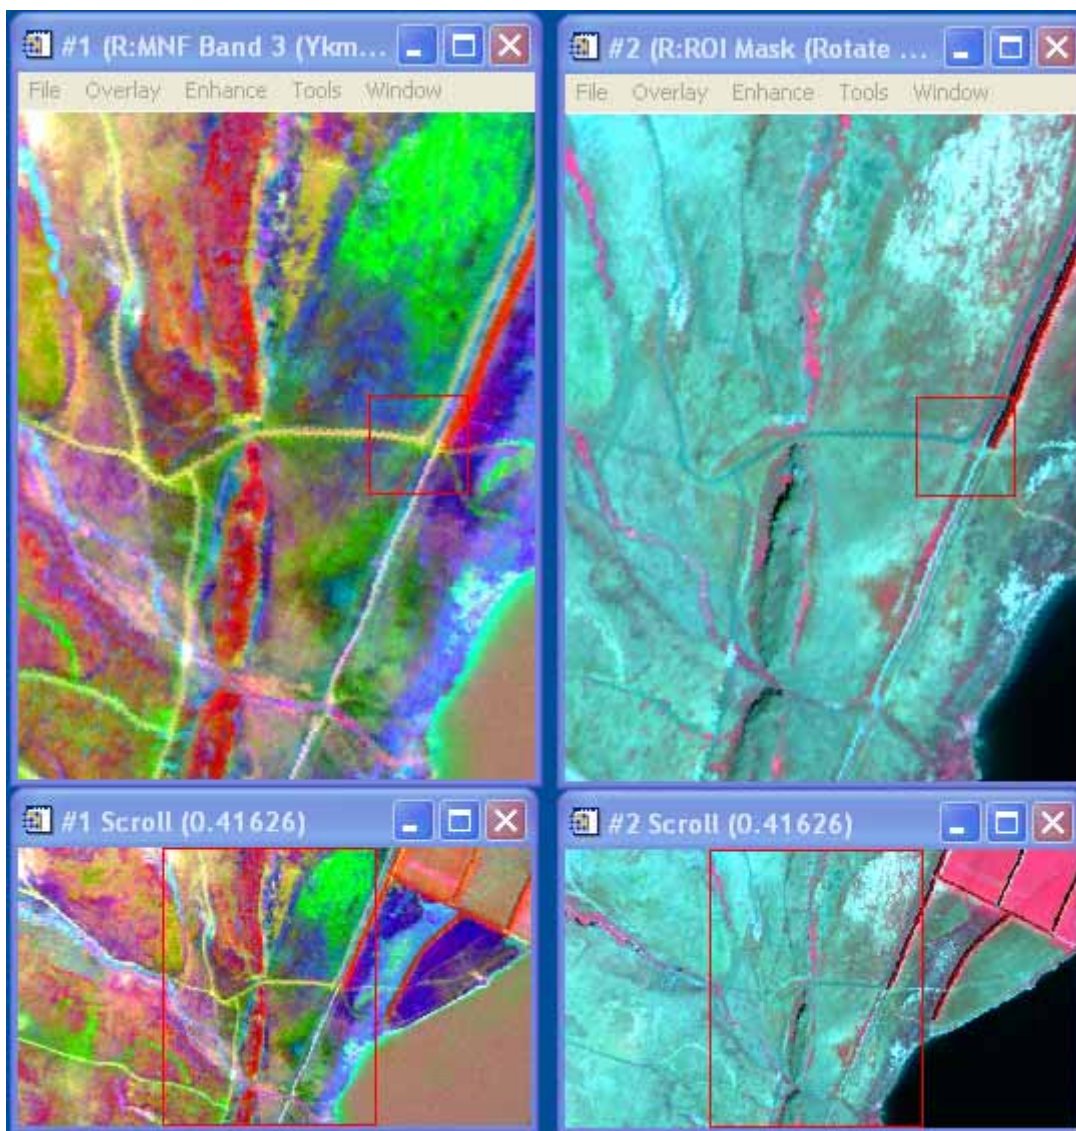 #1 (R:MNF Band 3 (Ykm...
File Overlay Enhance Tools Window
#2 (R:ROI Mask (Rotate ...
File Overlay Enhance Tools Window
#1 Scroll (0.41626)
#2 Scroll (0.41626)